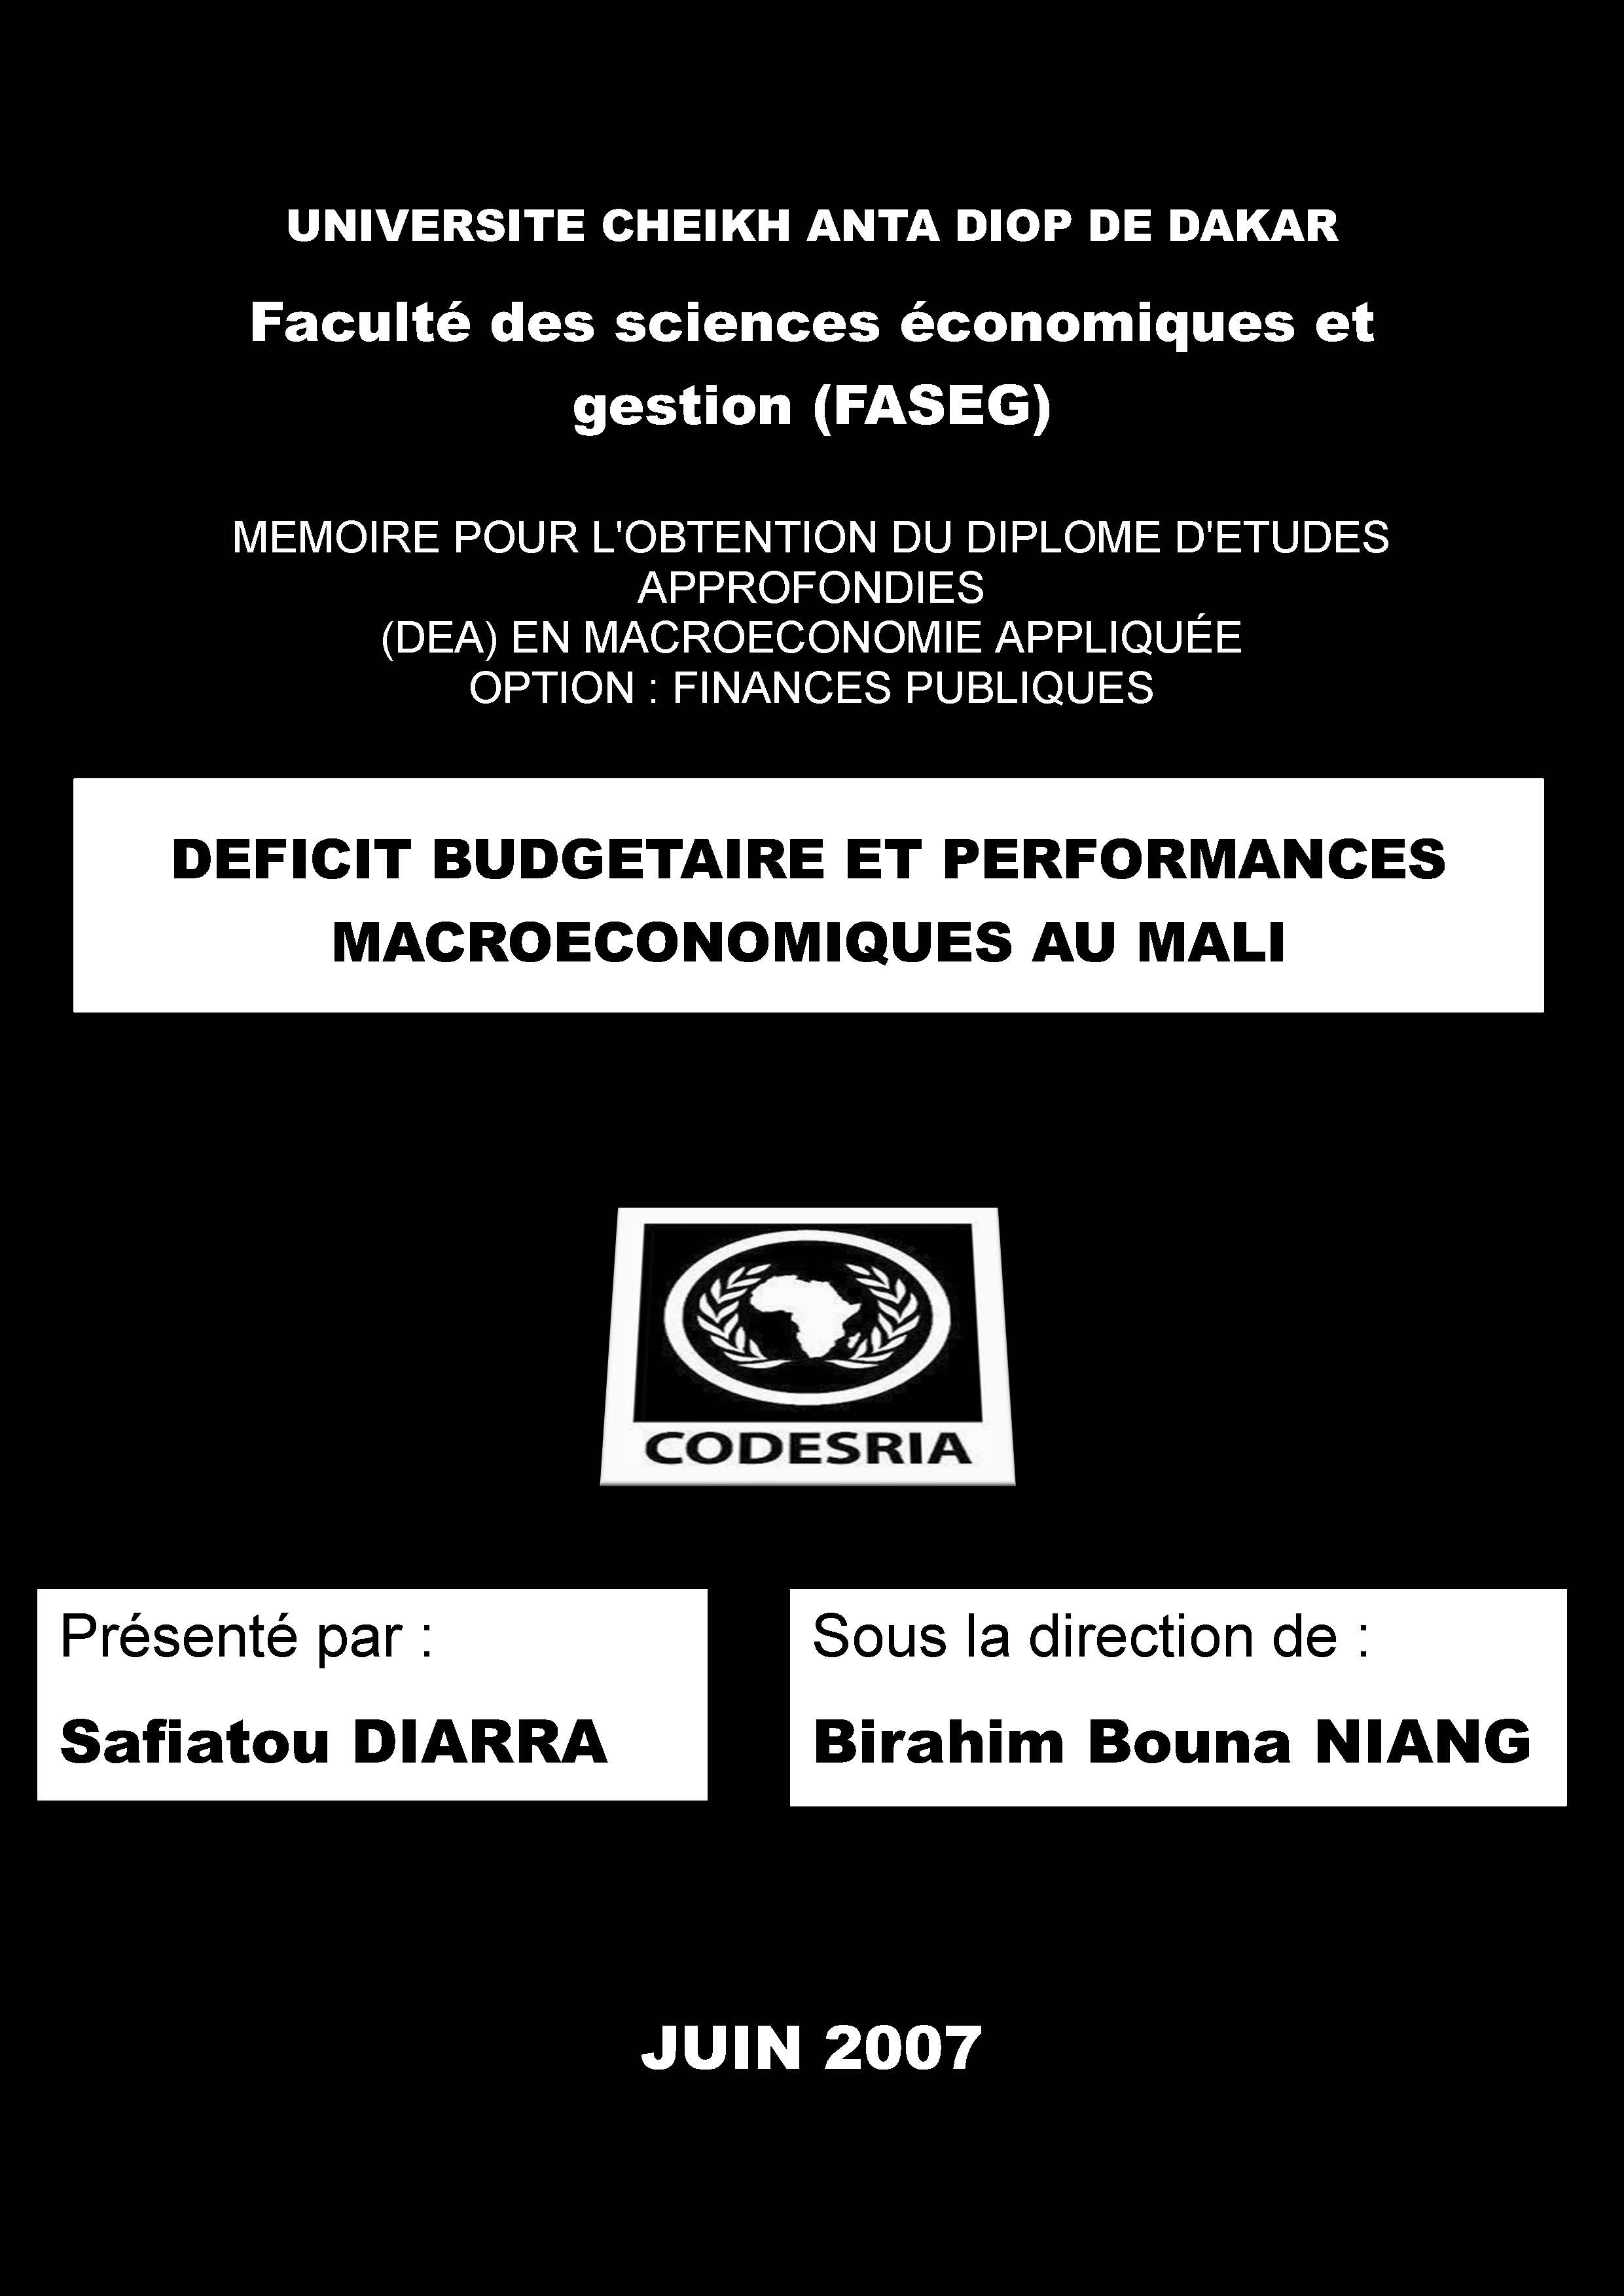 UNIVERSITE CHEIKH ANTA DIOP DE DAKAR
Faculté des sciences économiques et
gestion (FASEG)
MEMOIRE POUR L'OBTENTION DU DIPLOME D'ETUDES
APPROFONDIES
(DEA) EN MACROECONOMIE APPLIQUÉE
OPTION : FINANCES PUBLIQUES
DEFICIT BUDGETAIRE ET PERFORMANCES
MACROECONOMIQUES AU MALI
CODESRIA
Présenté par :
Safiatou DIARRA
Sous la direction de :
Birahim Bouna NIANG
JUIN 2007